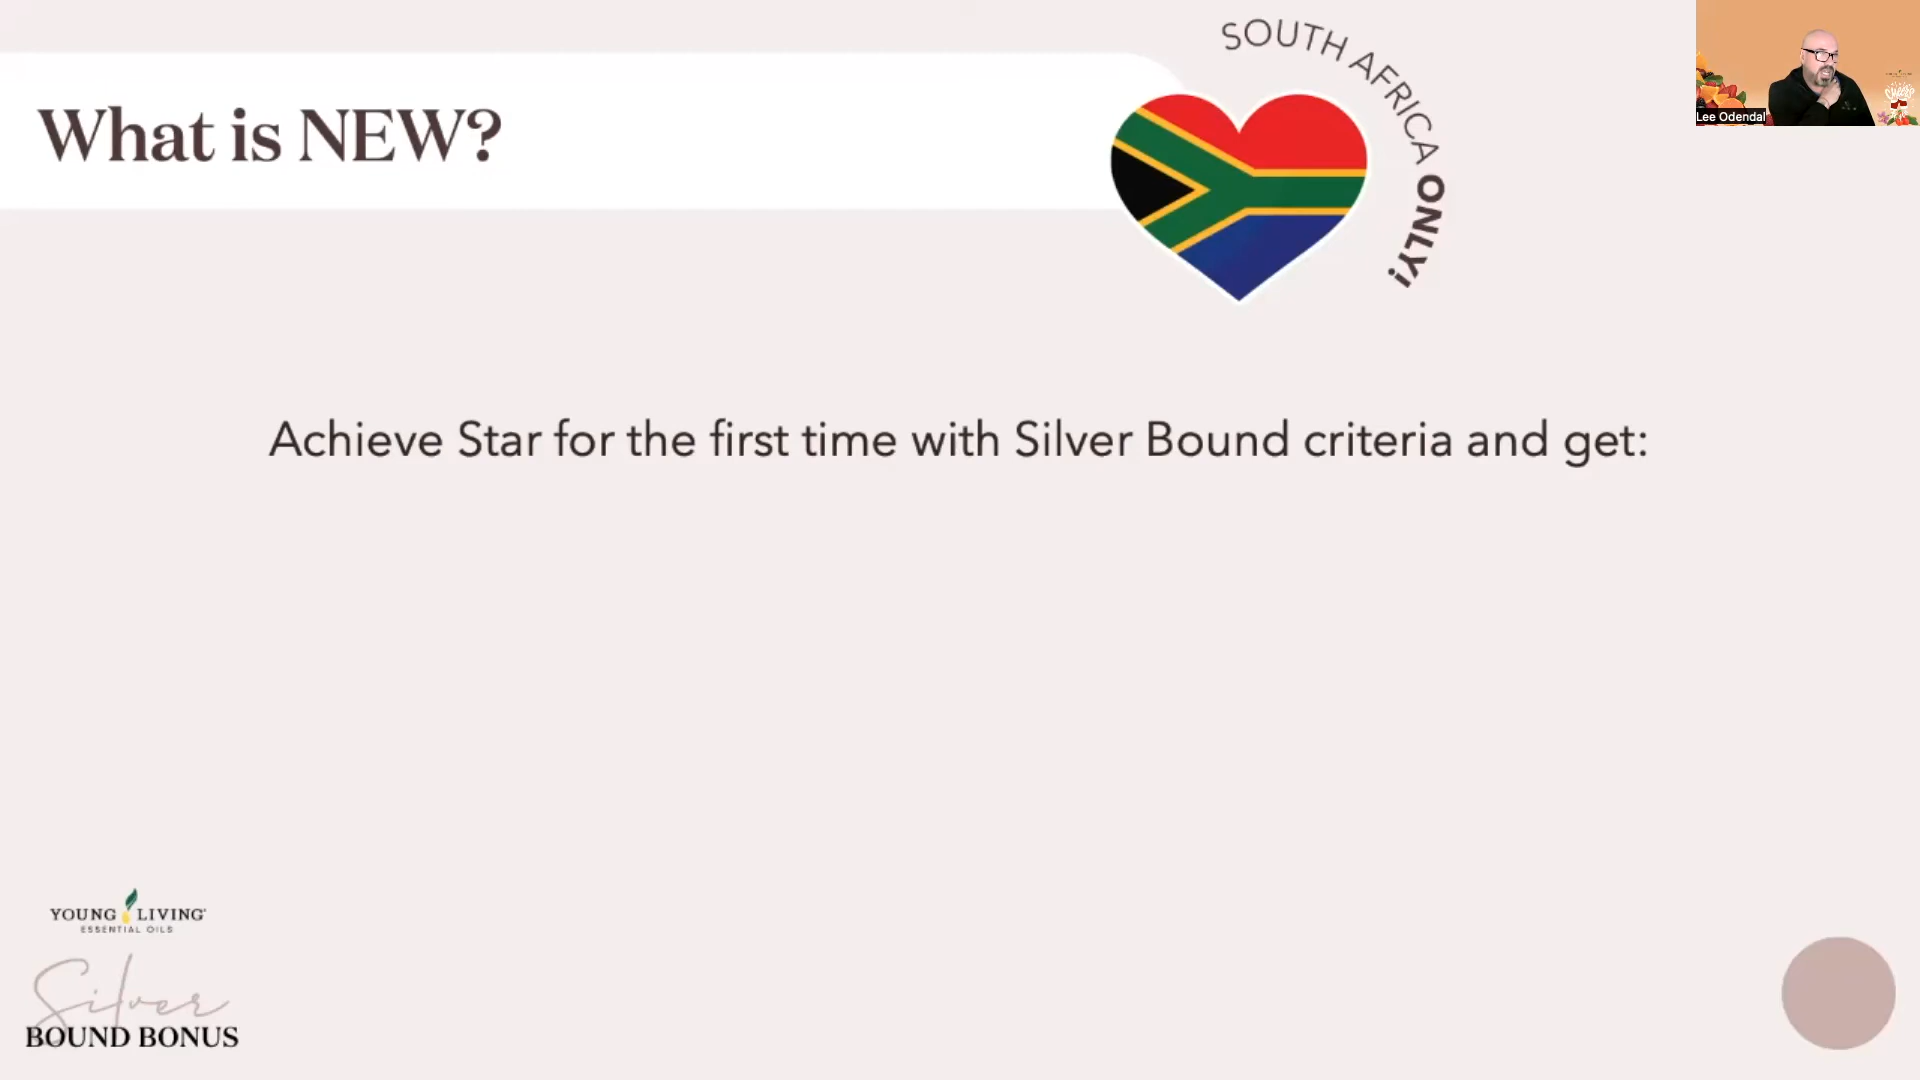 SOUTH AFRICA ONLY!
Lee Odendal
What is NEW?
Achieve Star for the first time with Silver Bound criteria and get:
YOUNG LIVING
ESSENTIAL OILS
Silver
BOUND BONUS